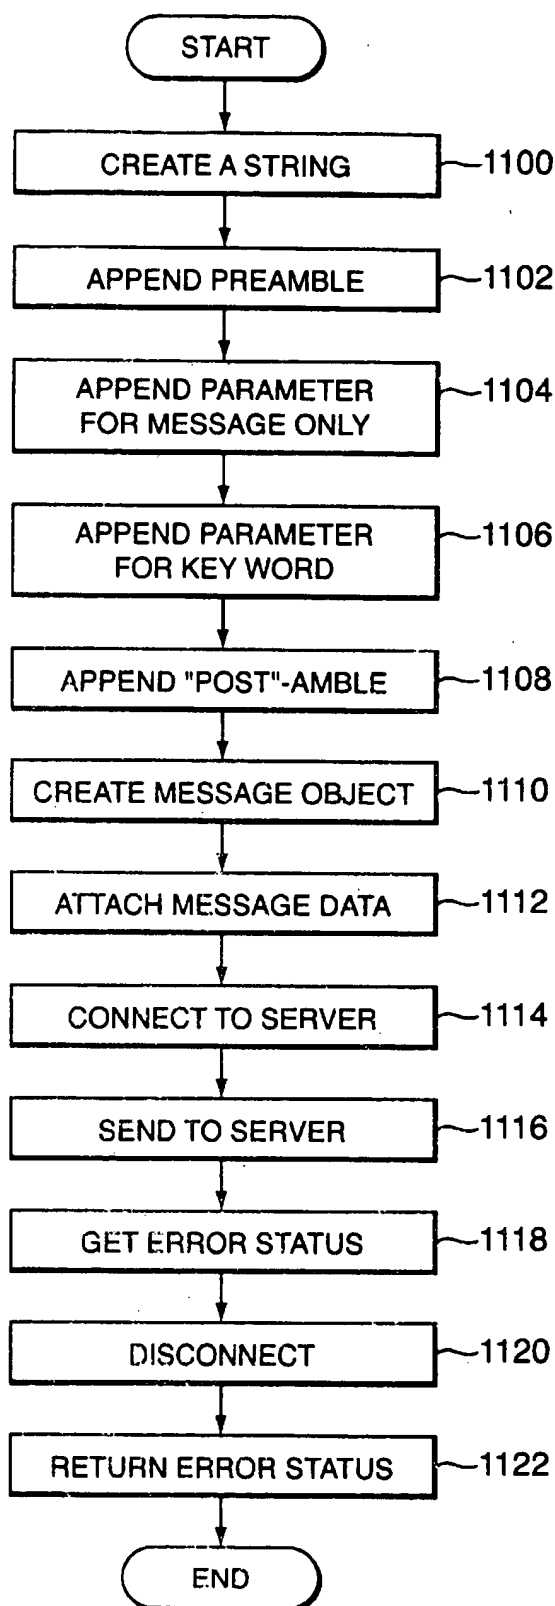 START
CREATE A STRING
1100
APPEND PREAMBLE
1102
APPEND PARAMETER
FOR MESSAGE ONLY
1104
APPEND PARAMETER
FOR KEY WORD
1106
APPEND "POST"-AMBLE
1108
CREATE MESSAGE OBJECT
1110
ATTACH MESSAGE DATA
1112
CONNECT TO SERVER
1114
SEND TO SERVER
1116
GET ERROR STATUS
1118
DISCONNECT
1120
RETURN ERROR STATUS
1122
END